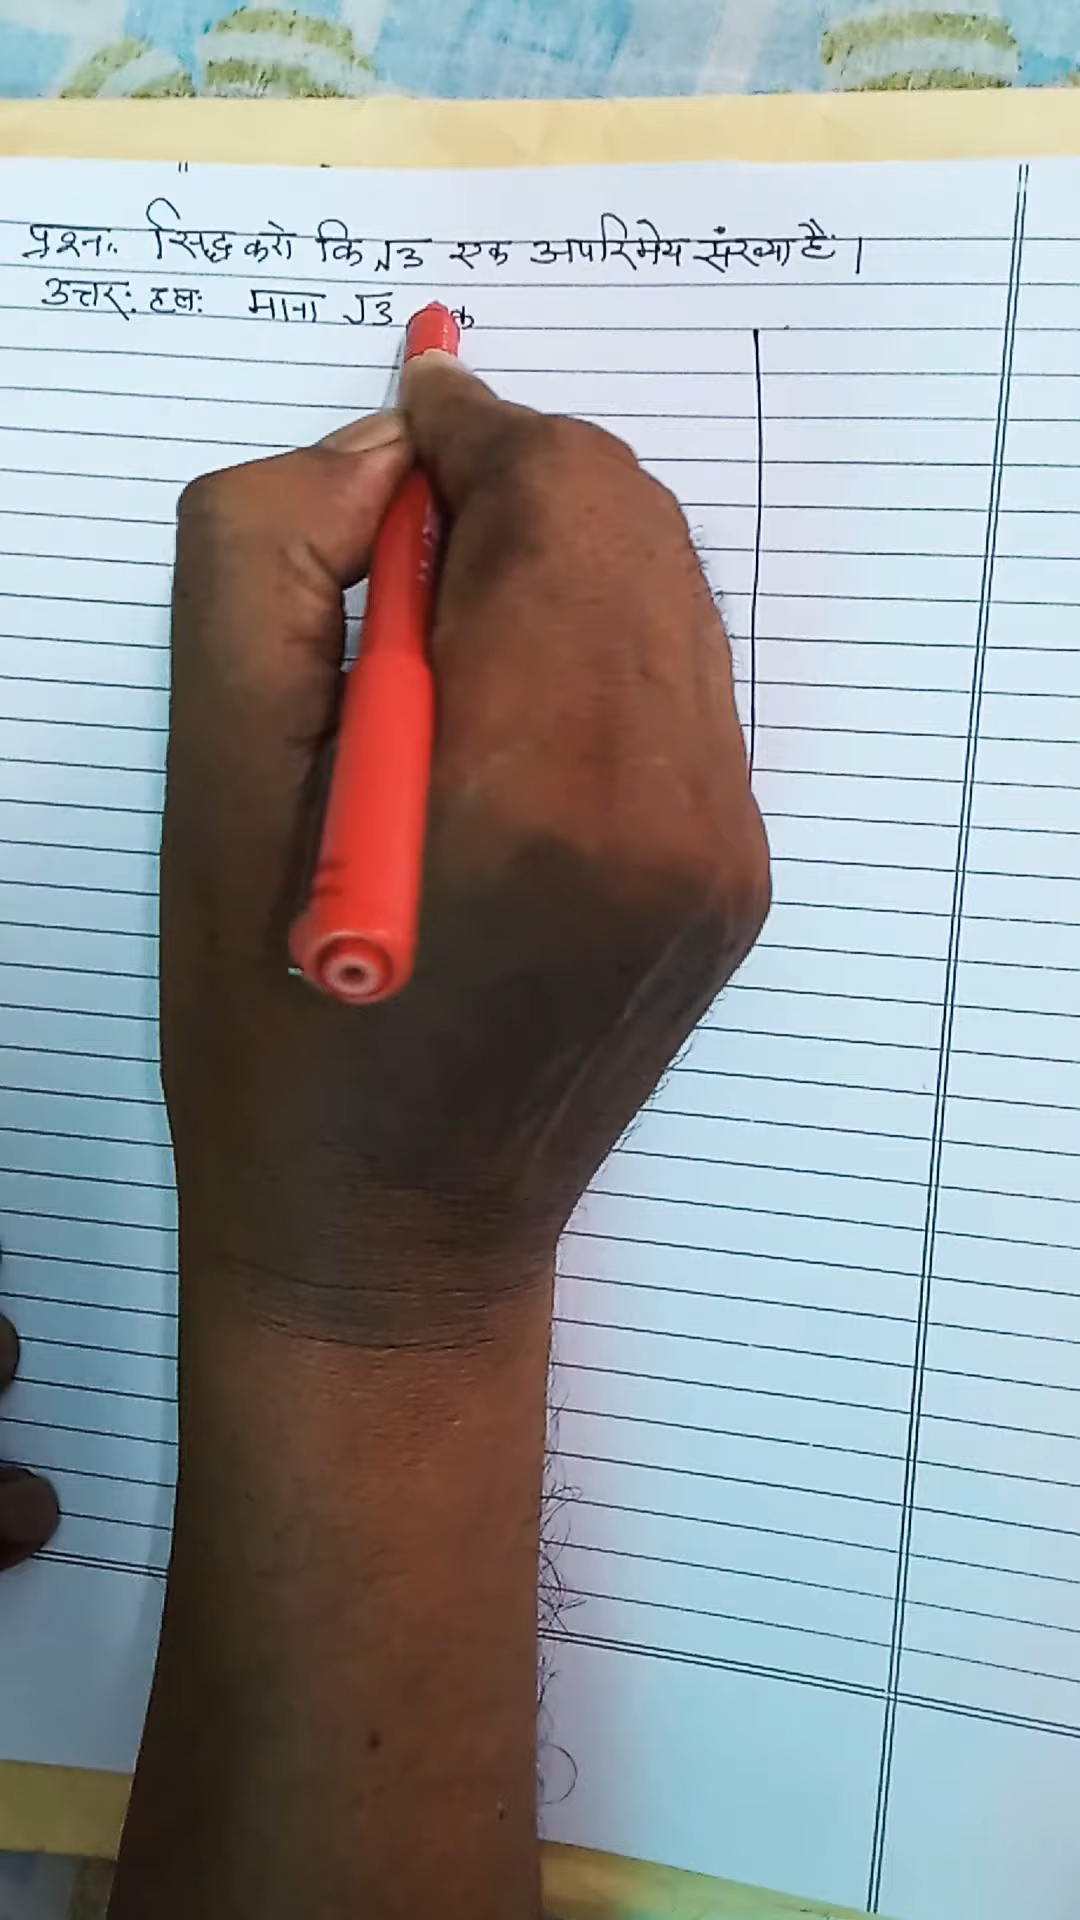 प्रश्न:. सिद्ध करो कि √3 एक अपरिमेय संख्या है।
उत्तर: हल: माना √3